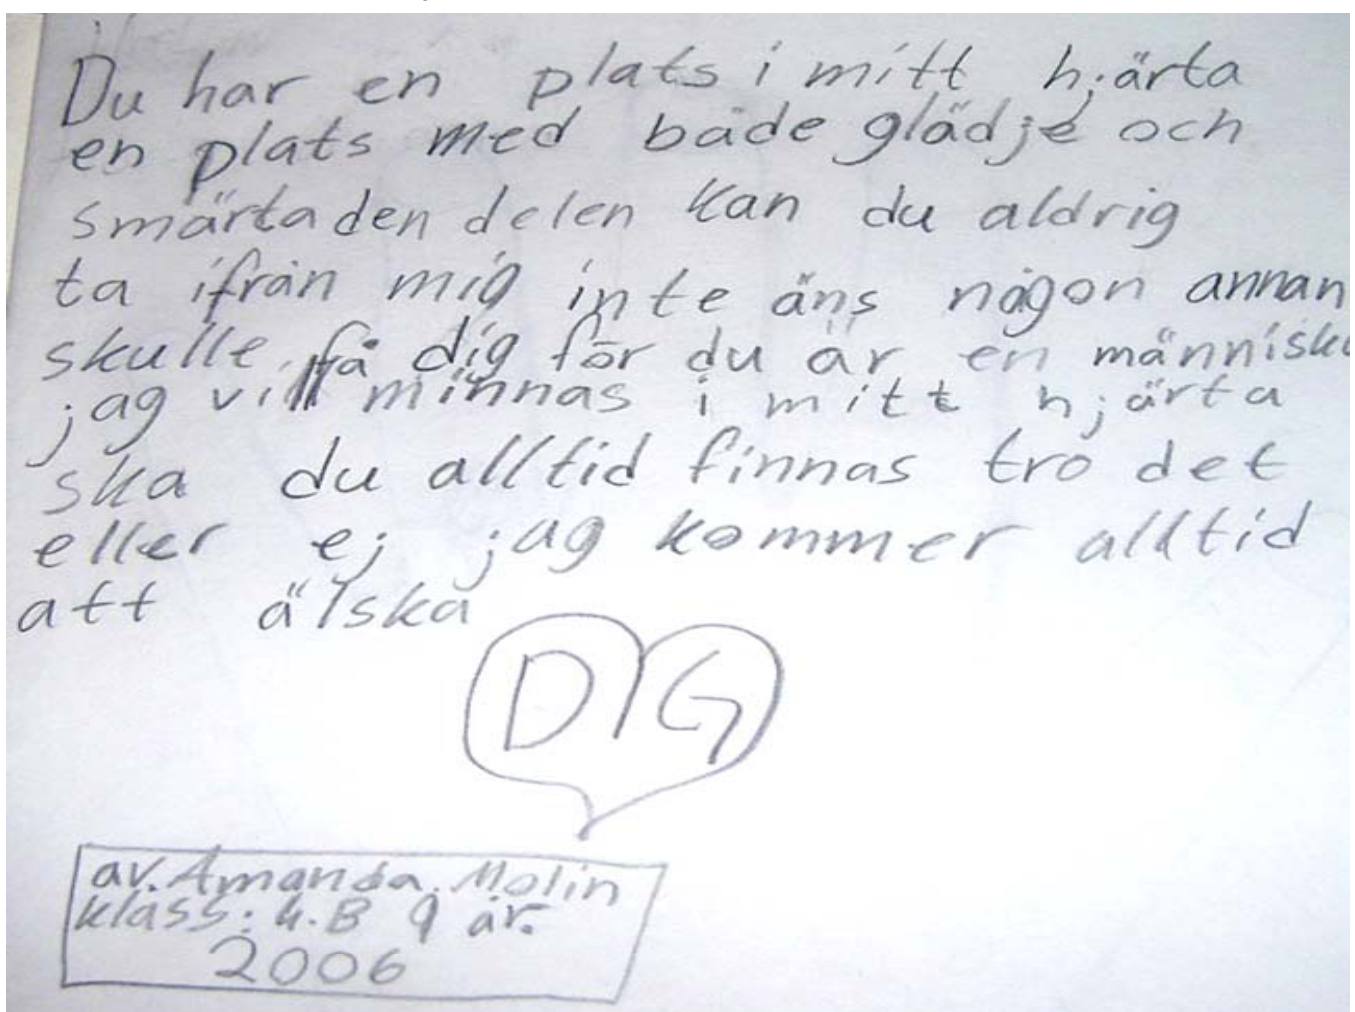 Du har en plats i mitt hjärta
en plats med både glädje och
smärta den delen kan du aldrig
ta ifrån mig inte äns någon annan
skulle få dig för du är en människa
jag vill minnas i mitt hjärta
ska du alltid finnas tro det
eller ej jag kommer alltid
att älska
DIG
av. Amanda. Molin
klass: 4.B 9 år.
2006